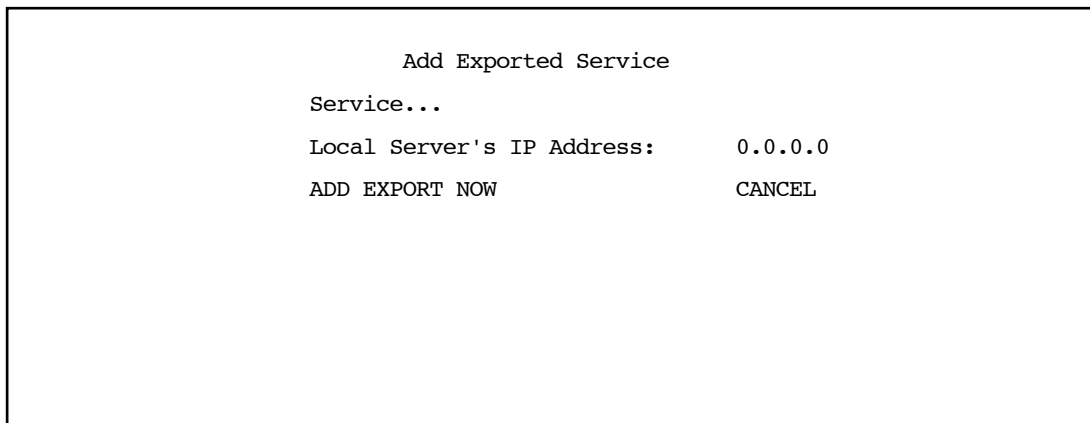 Add Exported Service
Service...
Local Server's IP Address: 0.0.0.0
ADD EXPORT NOW CANCEL